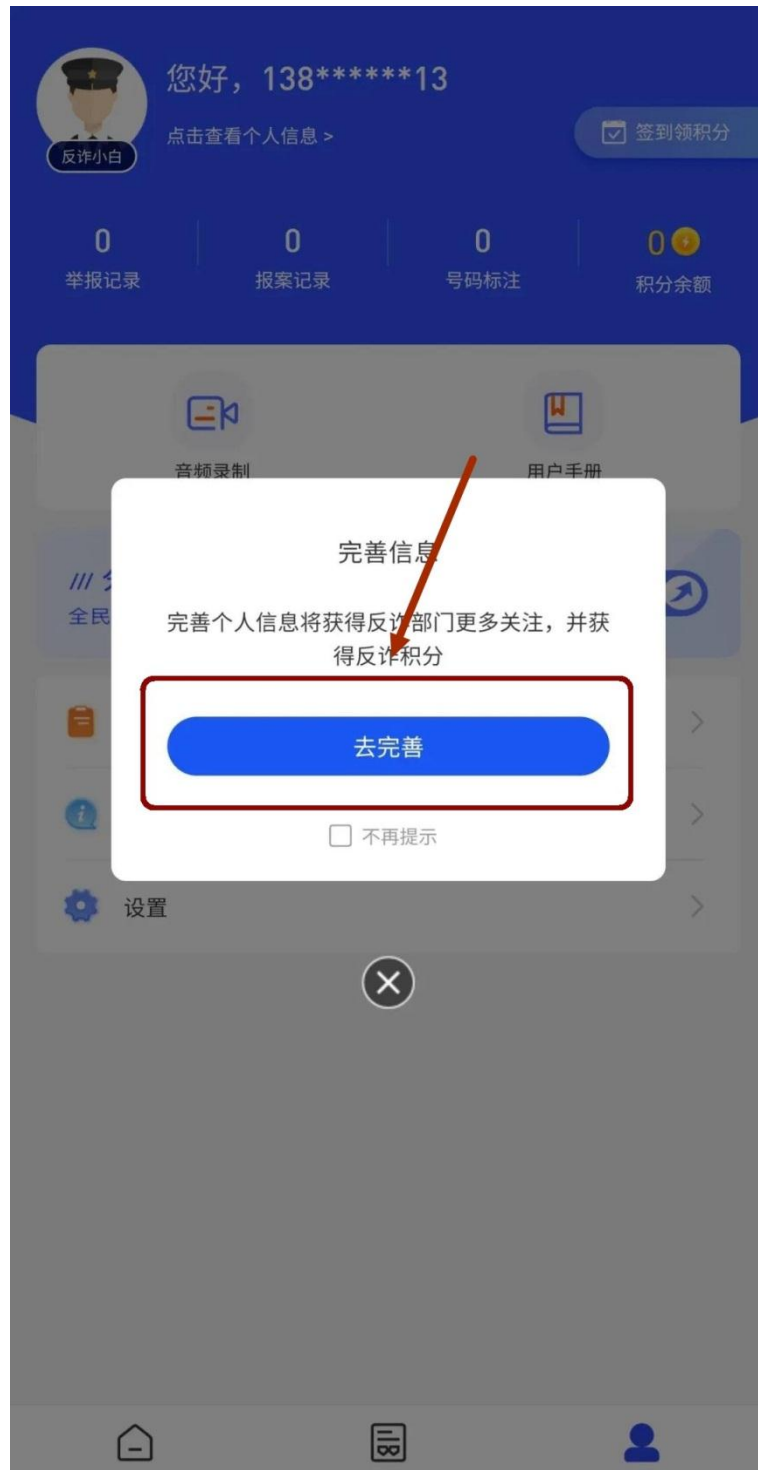 您好，138******13
点击查看个人信息 >
签到领积分
反诈小白
0
0
0
0
举报记录
报案记录
号码标注
积分余额
音频录制
用户手册
完善信息
///
全民
完善个人信息将获得反诈部门更多关注，并获
得反诈积分
去完善
不再提示
设置